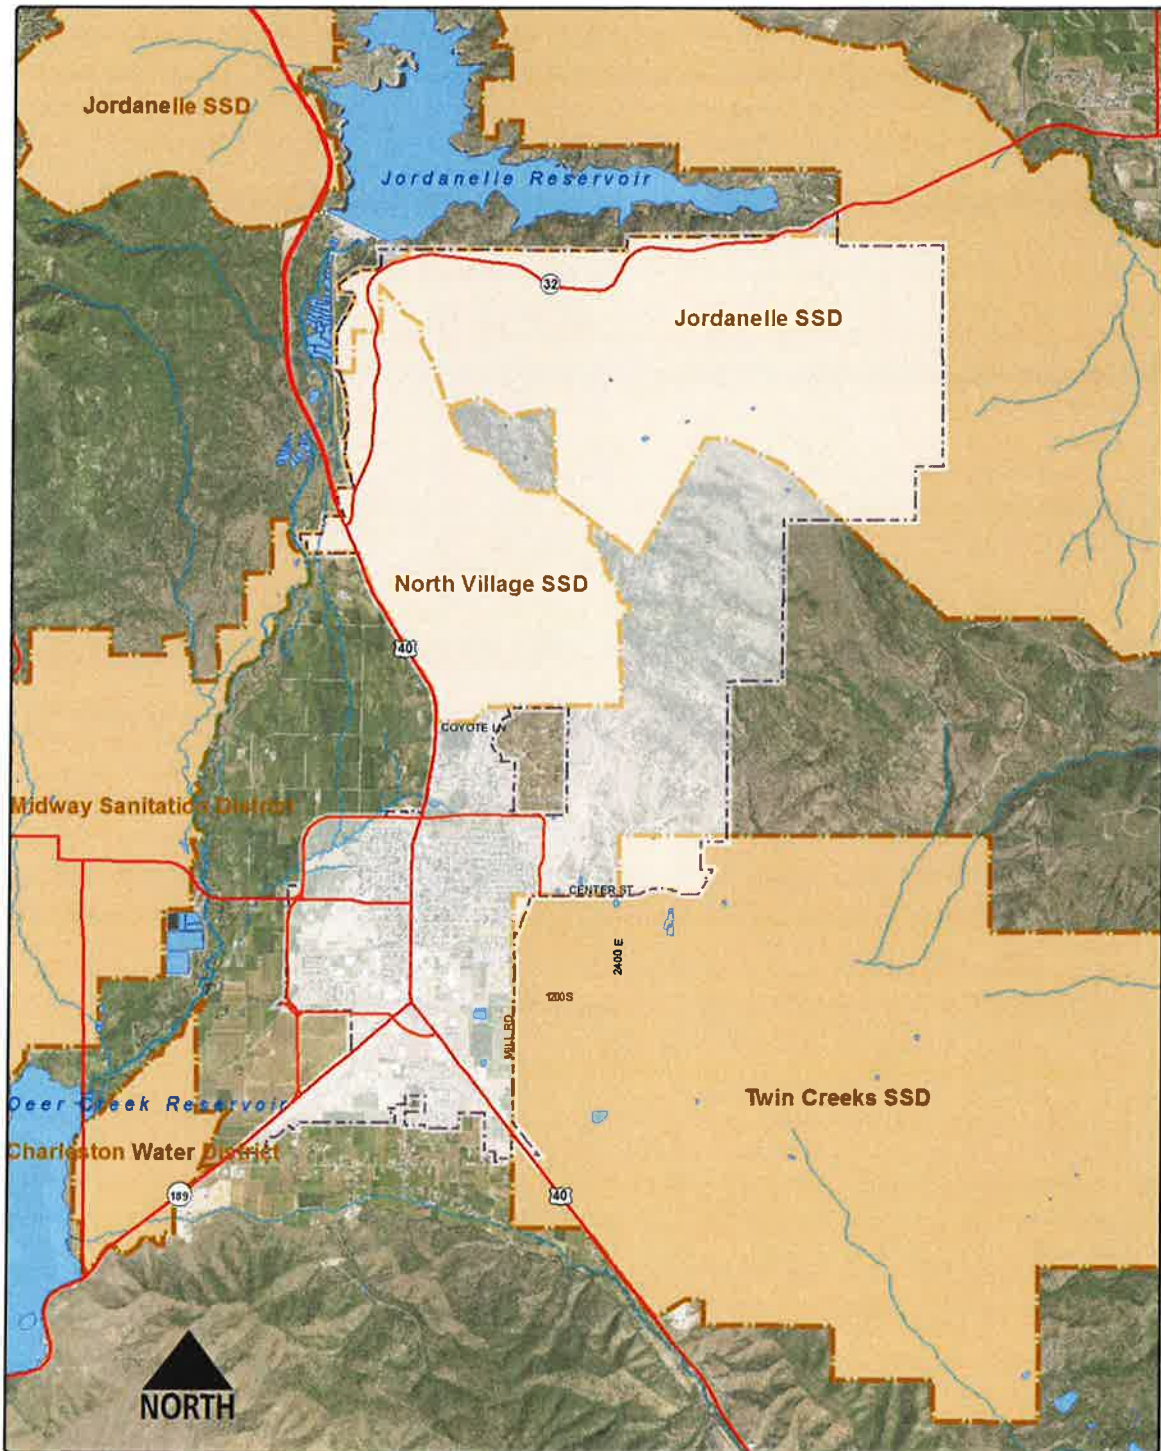 Jordanelle SSD
Jordanelle Reservoir
32
Jordanelle SSD
North Village SSD
40
COYOTE LN
Midway Sanitation District
CENTER ST
2400 E
1200 S
MILL RD
Deer Creek Reservoir
Twin Creeks SSD
Charleston Water District
189
40
NORTH